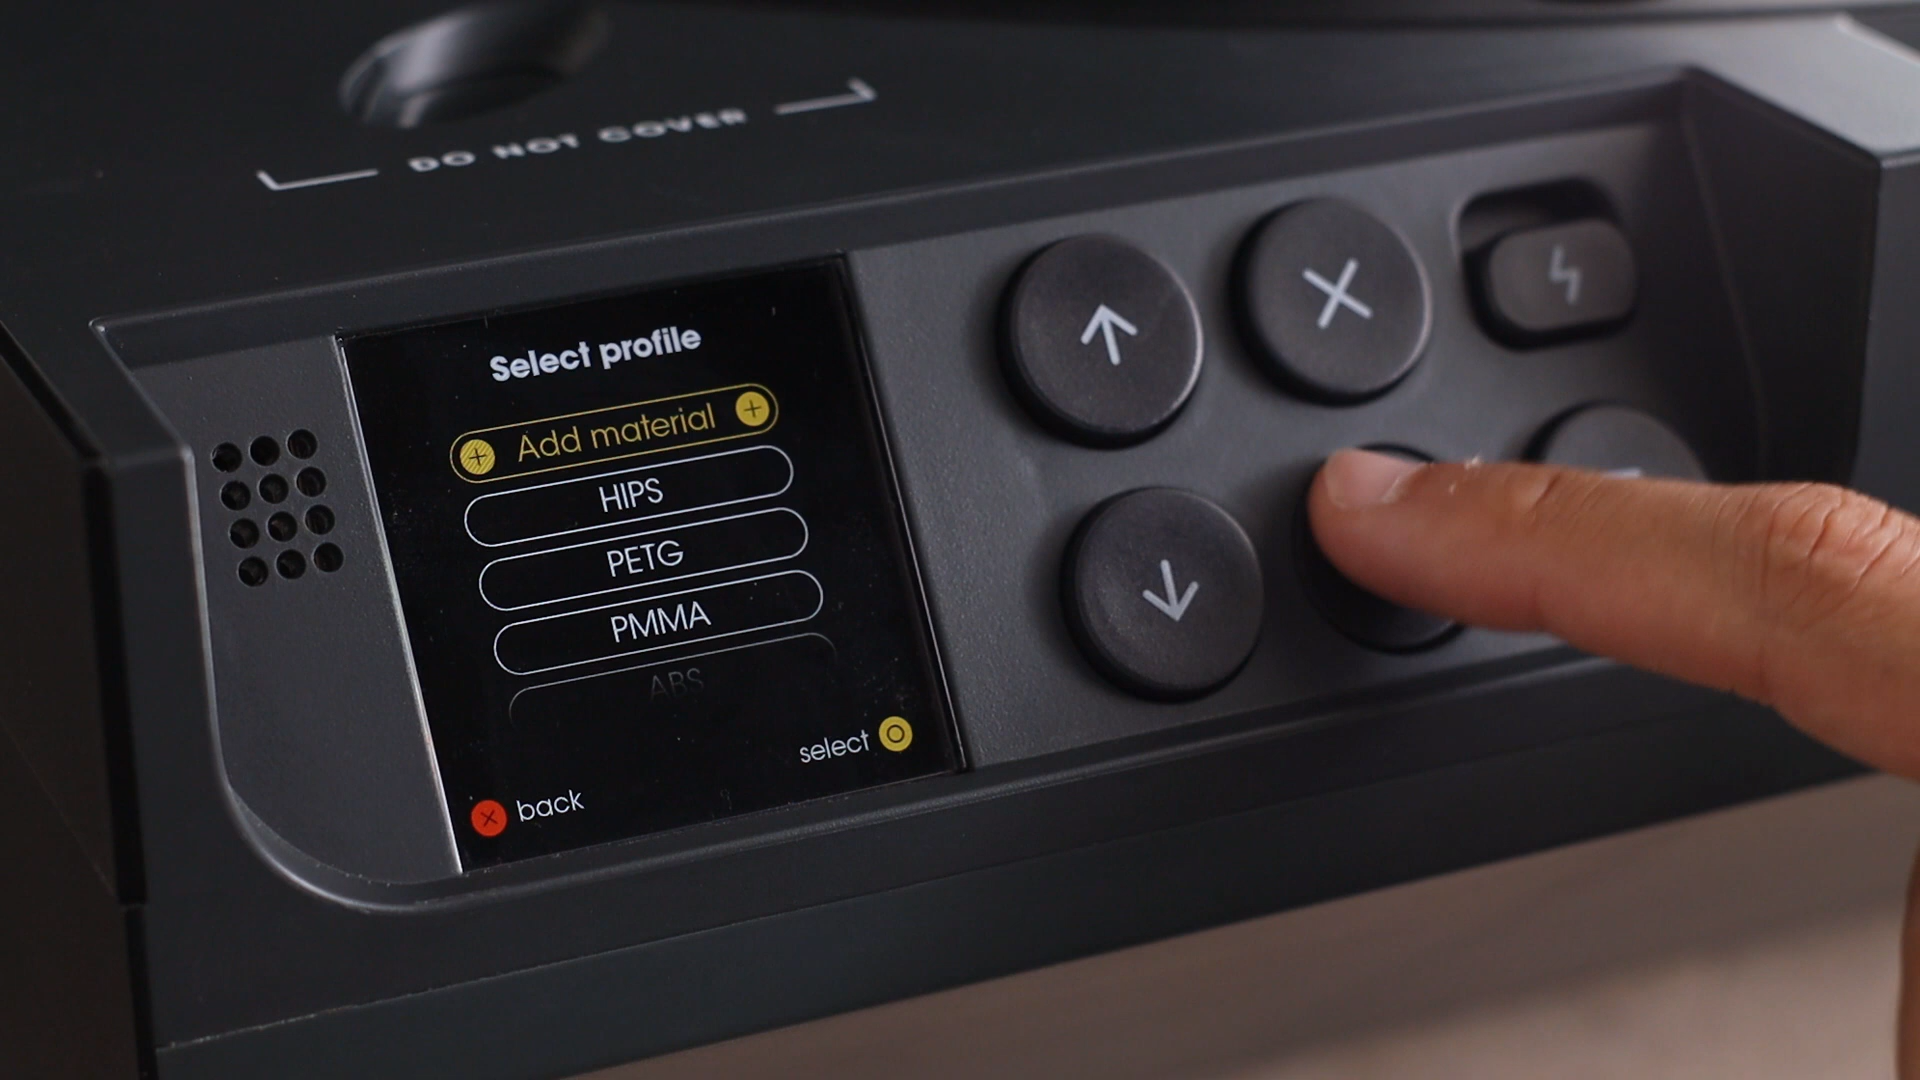 DO NOT COVER
Select profile
Add material
HIPS
PETG
PMMA
ABS
select
back